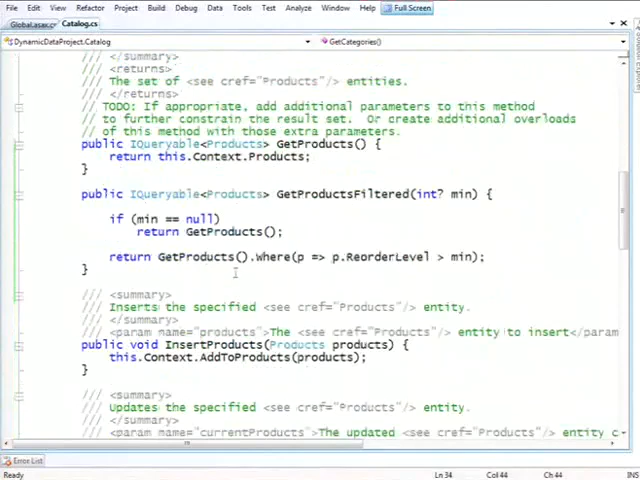 File Edit View Refactor Project Build Debug Data Tools Test Analyze Window Help Full Screen
Global.asax.cs Catalog.cs
DynamicDataProject.Catalog GetCategories()
/// </summary>
/// <returns>
/// The set of <see cref="Products"/> entities.
/// </returns>
// TODO: If appropriate, add additional parameters to this method
// to further constrain the result set. Or create additional overloads
// of this method with those extra parameters.
public IQueryable<Products> GetProducts() {
return this.Context.Products;
}
public IQueryable<Products> GetProductsFiltered(int? min) {
if (min == null)
return GetProducts();
return GetProducts().Where(p => p.ReorderLevel > min);
}
/// <summary>
/// Inserts the specified <see cref="Products"/> entity.
/// </summary>
/// <param name="products">The <see cref="Products"/> entity to insert</param
public void InsertProducts(Products products) {
this.Context.AddToProducts(products);
}
/// <summary>
/// Updates the specified <see cref="Products"/> entity.
/// </summary>
/// <param name="currentProducts">The updated <see cref="Products"/> entity c
Error List
Ready Ln 34 Col 44 Ch 44 INS